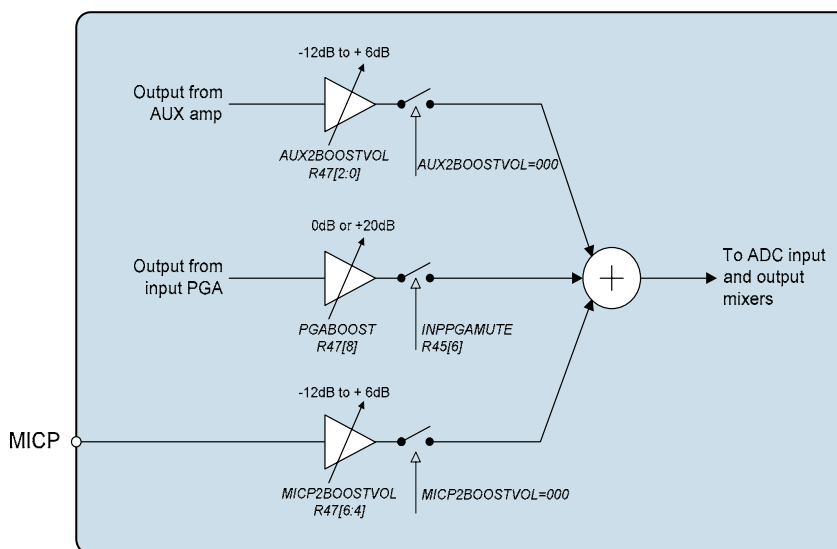 -12dB to + 6dB
Output from
AUX amp
AUX2BOOSTVOL
R47[2:0]
AUX2BOOSTVOL=000
0dB or +20dB
Output from
input PGA
PGABOOST
R47[8]
INPPGAMUTE
R45[6]
+
To ADC input
and output
mixers
-12dB to + 6dB
MICP
MICP2BOOSTVOL
R47[6:4]
MICP2BOOSTVOL=000